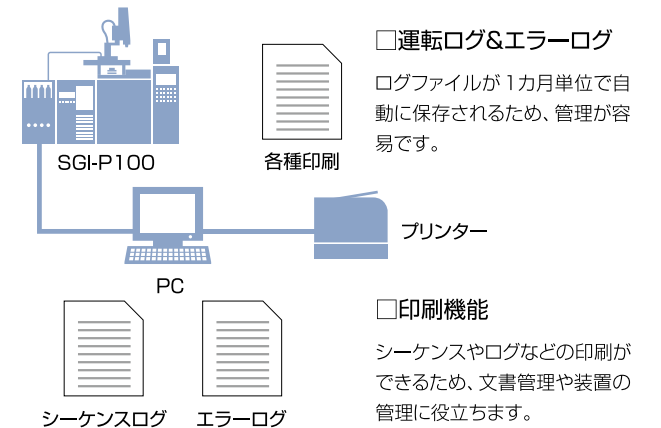 □運転ログ&エラーログ
ログファイルが1カ月単位で自
動に保存されるため、管理が容
易です。
SGI-P100
各種印刷
プリンター
PC
□印刷機能
シーケンスやログなどの印刷が
できるため、文書管理や装置の
管理に役立ちます。
シーケンスログ
エラーログ